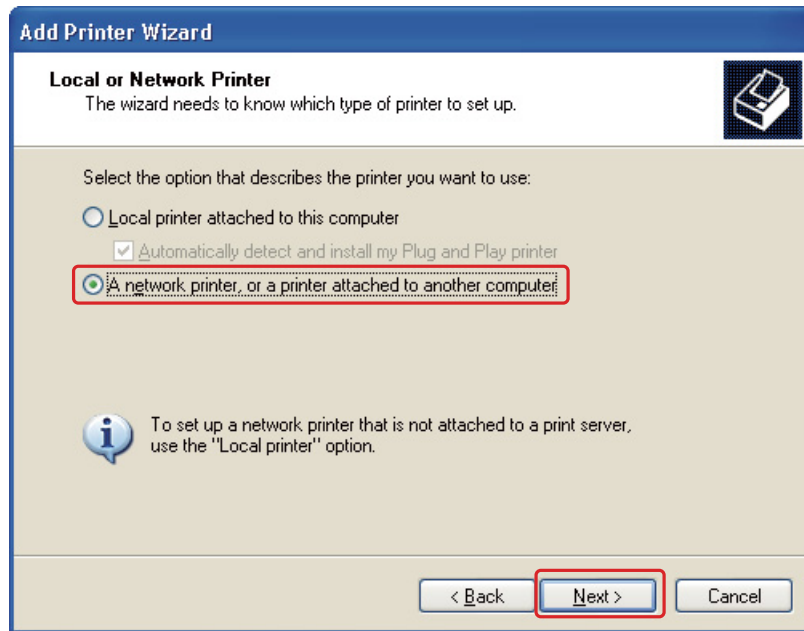 Add Printer Wizard
Local or Network Printer
The wizard needs to know which type of printer to set up.
Select the option that describes the printer you want to use:
Local printer attached to this computer
Automatically detect and install my Plug and Play printer
A network printer, or a printer attached to another computer
To set up a network printer that is not attached to a print server,
use the "Local printer" option.
< Back Next > Cancel